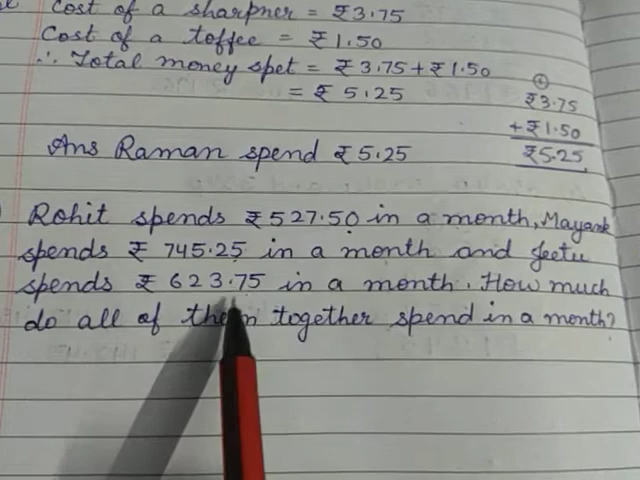 Cost of a sharpner = ₹3.75
Cost of a toffee = ₹1.50
∴ Total money spet = ₹3.75 + ₹1.50
= ₹5.25
₹3.75
+ ₹1.50
₹5.25
Ans Raman spend ₹5.25
Rohit spends ₹527.50 in a month, Mayank
spends ₹ 745.25 in a month and Jeetu
spends ₹ 623.75 in a month. How much
do all of them together spend in a month?